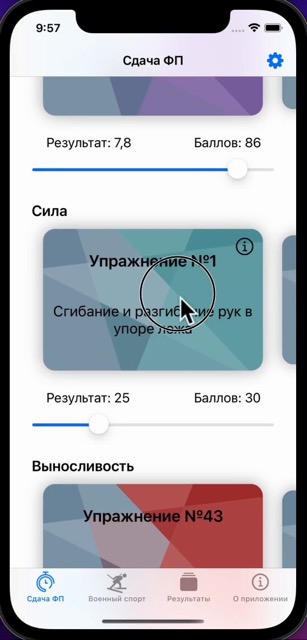 9:57
Сдача ФП
Результат: 7,8 Баллов: 86
Сила
Упражнение №1
Сгибание и разгибание рук в
упоре лежа
Результат: 25 Баллов: 30
Выносливость
Упражнение №43
Сдача ФП Военный спорт Результаты О приложении